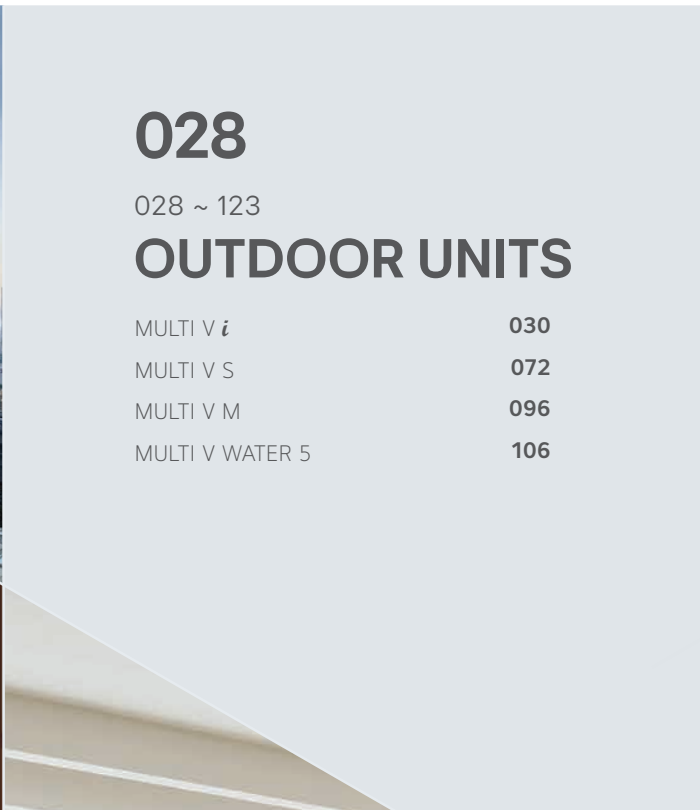 028
028 ~ 123
OUTDOOR UNITS
MULTI V i 030
MULTI V S 072
MULTI V M 096
MULTI V WATER 5 106